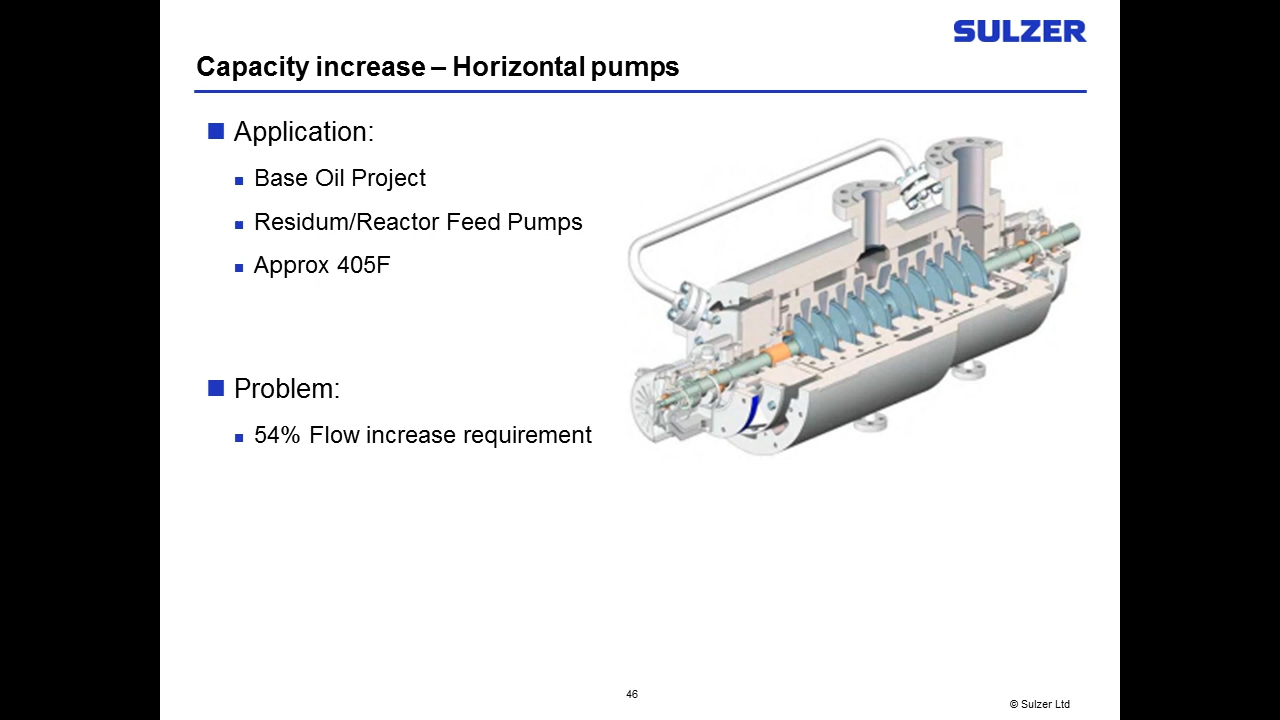 SULZER
Capacity increase – Horizontal pumps
Application:
Base Oil Project
Residum/Reactor Feed Pumps
Approx 405F
Problem:
54% Flow increase requirement
46
© Sulzer Ltd